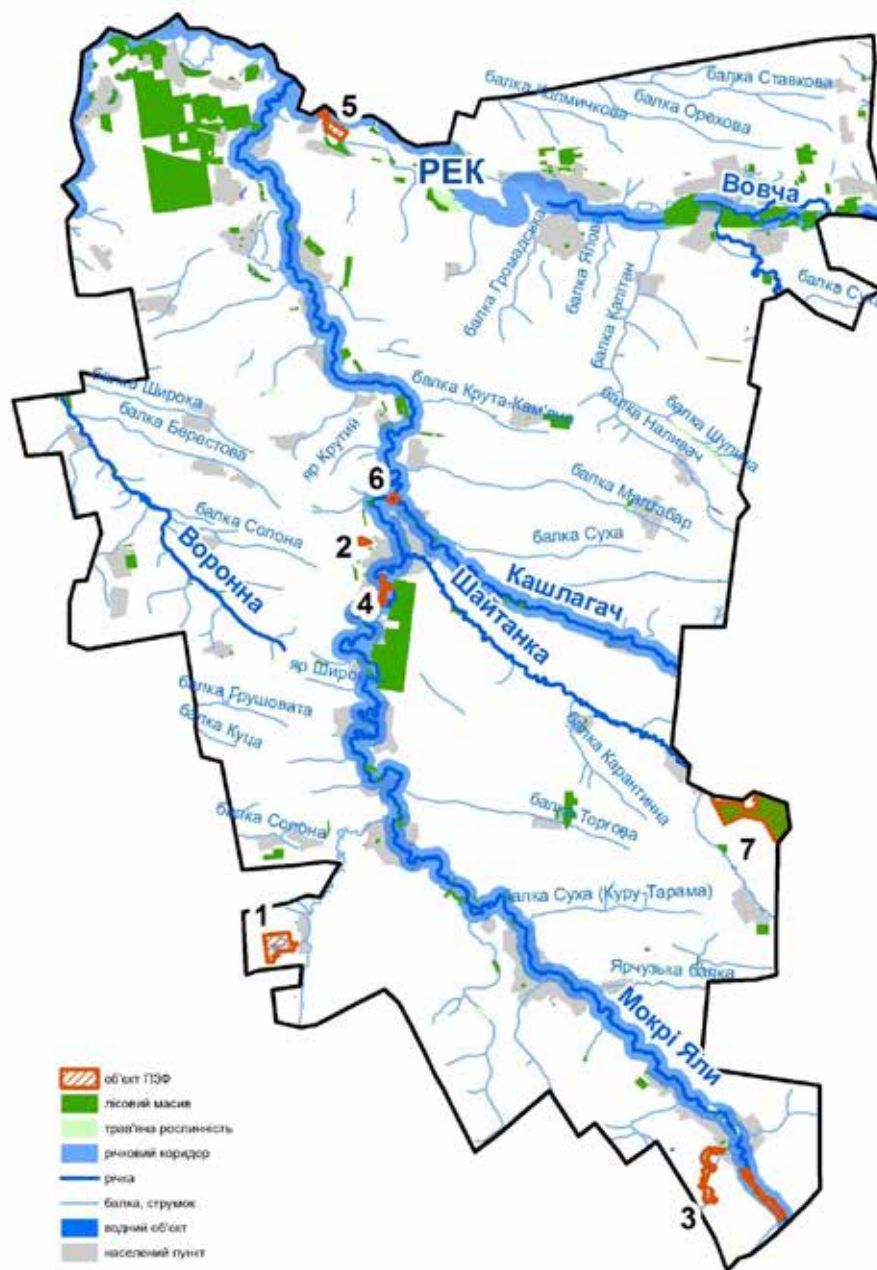 5
балка Ставкова
балка Орехова
РЕК
Вовча
балка Громадська
балка Капітан
балка Широка
балка Берестова
балка Крута-Кам'яна
балка Наливач
яр Крутий
6
балка Солона
2
балка Суха
Воронна
Кашлагач
Шайтанка
4
балка Грушовата
балка Куца
балка Карантинна
балка Солона
балка Торгова
7
балка Суха (Куру-Тарама)
1
Ярчузька балка
Мокрі Яли
3
об'єкт ПЗФ
лісовий масив
трав'яна рослинність
річковий коридор
річка
балка, струмок
водний об'єкт
населений пункт